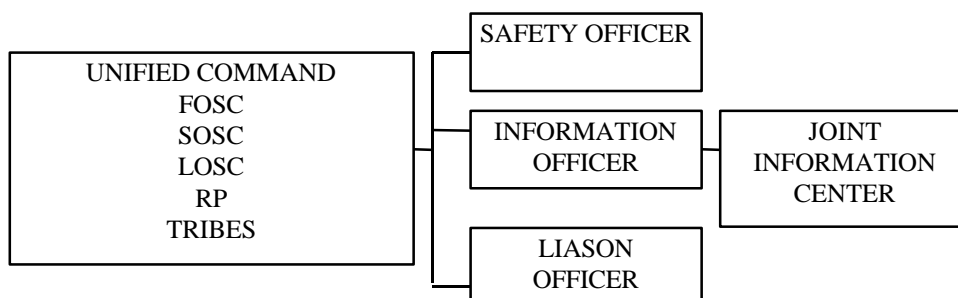 UNIFIED COMMAND
FOSC
SOSC
LOSC
RP
TRIBES
SAFETY OFFICER
INFORMATION
OFFICER
JOINT
INFORMATION
CENTER
LIASON
OFFICER